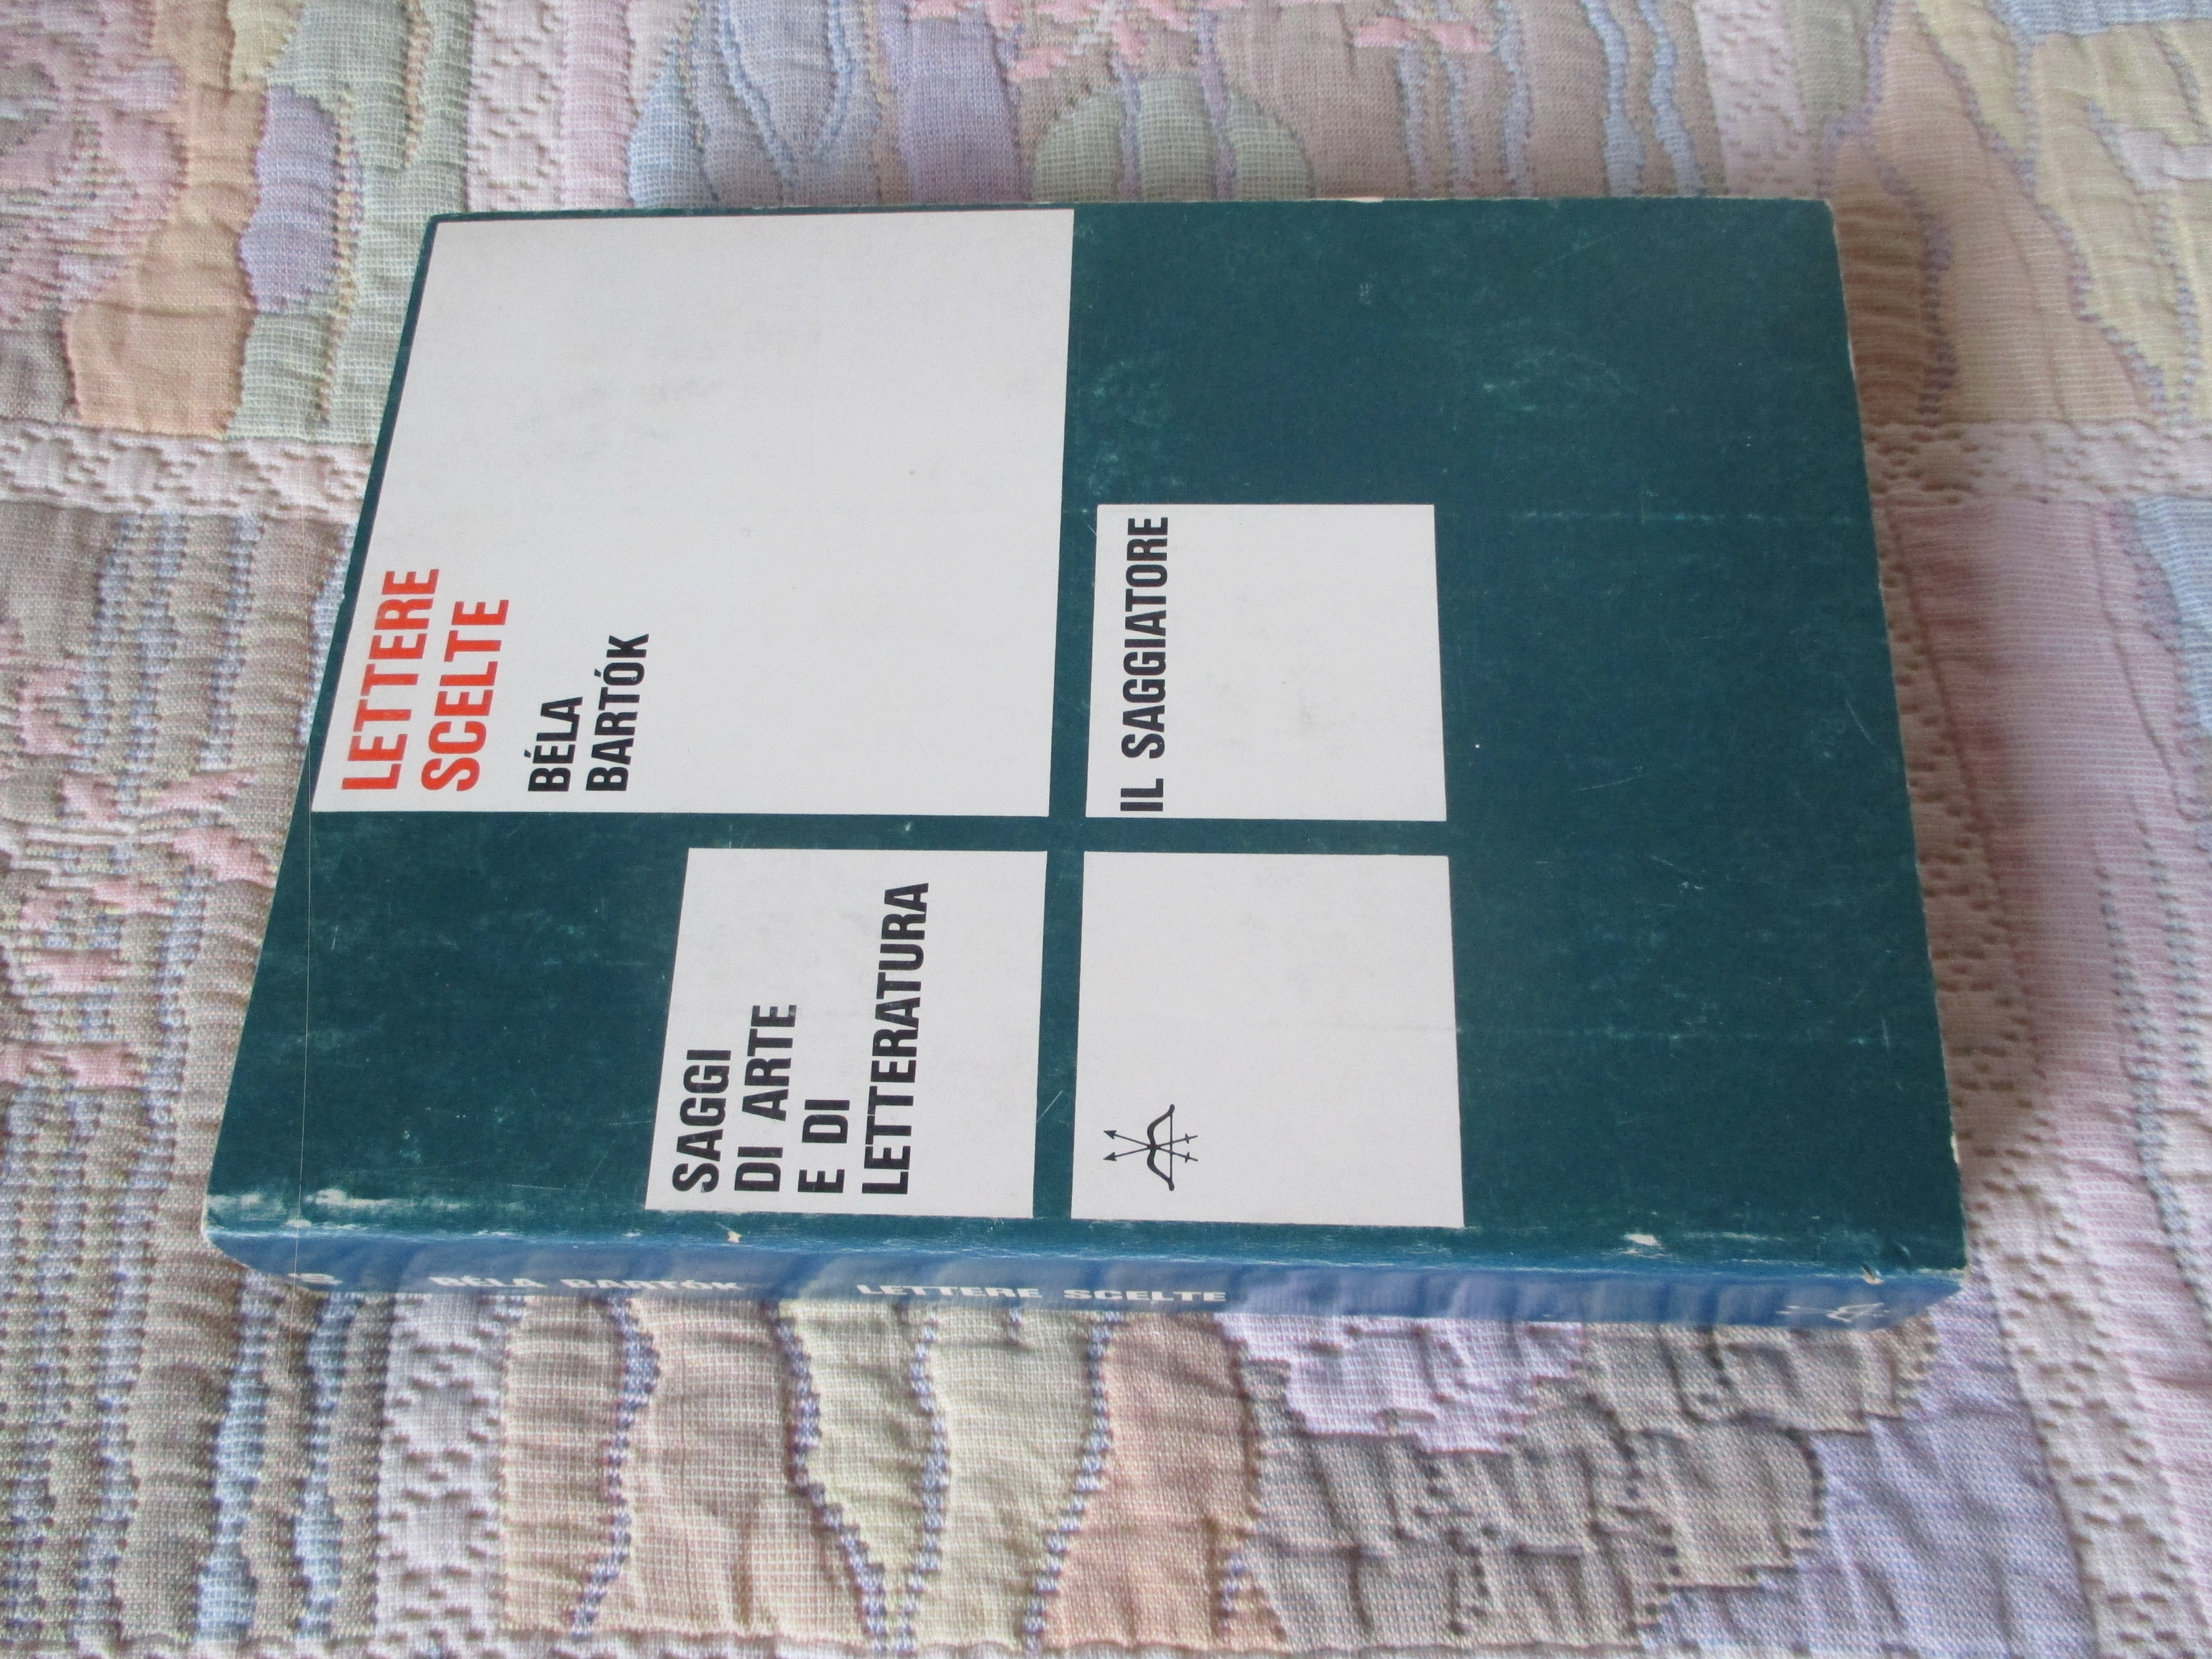 LETTERE
SCELTE
BÉLA
BARTÓK
SAGGI
DI ARTE
E DI
LETTERATURA
IL SAGGIATORE
BÉLA BARTÓK LETTERE SCELTE